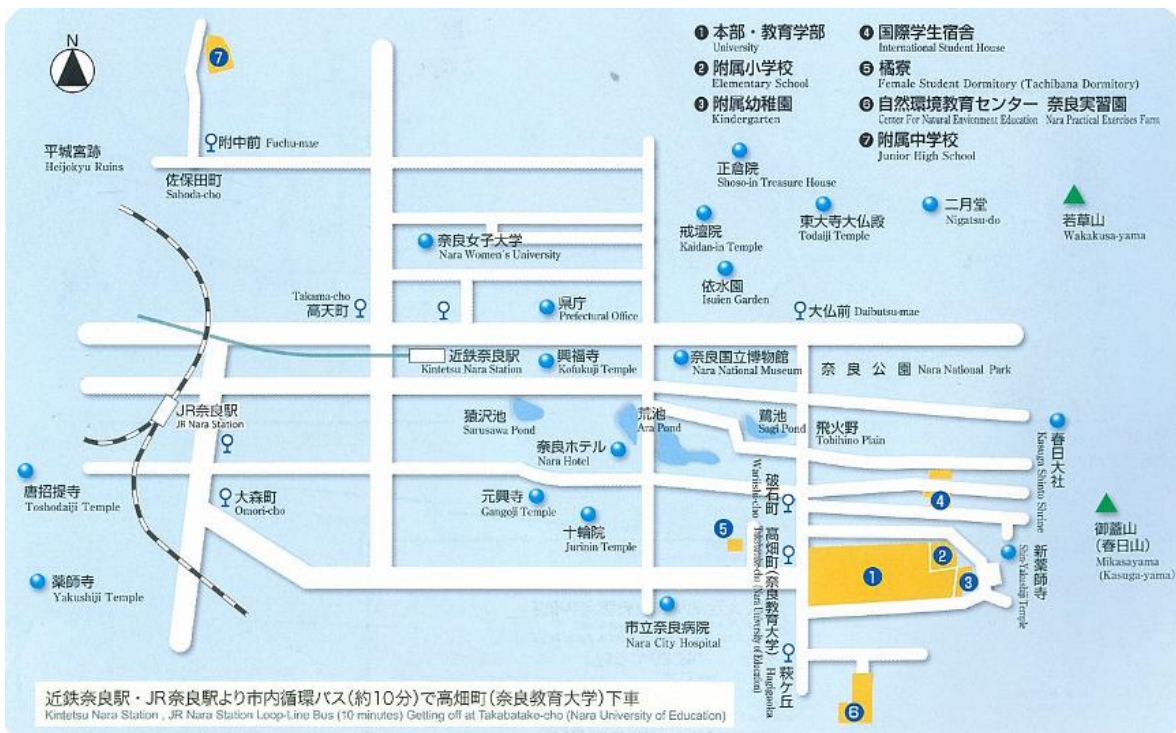 N
❶ 本部・教育学部
University
❷ 附属小学校
Elementary School
❸ 附属幼稚園
Kindergarten
❹ 国際学生宿舎
International Student House
❺ 橘寮
Female Student Dormitory (Tachibana Dormitory)
❻ 自然環境教育センター 奈良実習園
Center For Natural Envionment Education Nara Practical Exercises Farm
❼ 附属中学校
Junior High School
7
附中前 Fuchu-mae
平城宮跡
Heijokyu Ruins
佐保田町
Sahoda-cho
正倉院
Shoso-in Treasure House
戒壇院
Kaidan-in Temple
東大寺大仏殿
Todaiji Temple
二月堂
Nigatsu-do
若草山
Wakakusa-yama
奈良女子大学
Nara Women's University
依水園
Isuien Garden
Takama-cho
高天町
県庁
Prefectural Office
大仏前 Daibutsu-mae
近鉄奈良駅
Kintetsu Nara Station
興福寺
Kofukuji Temple
奈良国立博物館
Nara National Museum
奈良公園 Nara National Park
JR奈良駅
JR Nara Station
猿沢池
Sarusawa Pond
荒池
Ara Pond
鷺池
Sagi Pond
飛火野
Tobihino Plain
春日大社
Kasuga Shinto Shrine
奈良ホテル
Nara Hotel
唐招提寺
Toshodaiji Temple
大森町
Omori-cho
元興寺
Gangoji Temple
十輪院
Jurinin Temple
破石町
Wariishi-cho
4
御蓋山
(春日山)
Mikasayama
(Kasuga-yama)
5
高畑町(奈良教育大学)
Takabatake-cho (Nara University of Education)
1
2
3
新薬師寺
Shin-Yakushiji Temple
薬師寺
Yakushiji Temple
市立奈良病院
Nara City Hospital
萩ケ丘
Hagigaoka
6
近鉄奈良駅・JR奈良駅より市内循環バス(約10分)で高畑町(奈良教育大学)下車
Kintetsu Nara Station , JR Nara Station Loop-Line Bus (10 minutes) Getting off at Takabatake-cho (Nara University of Education)